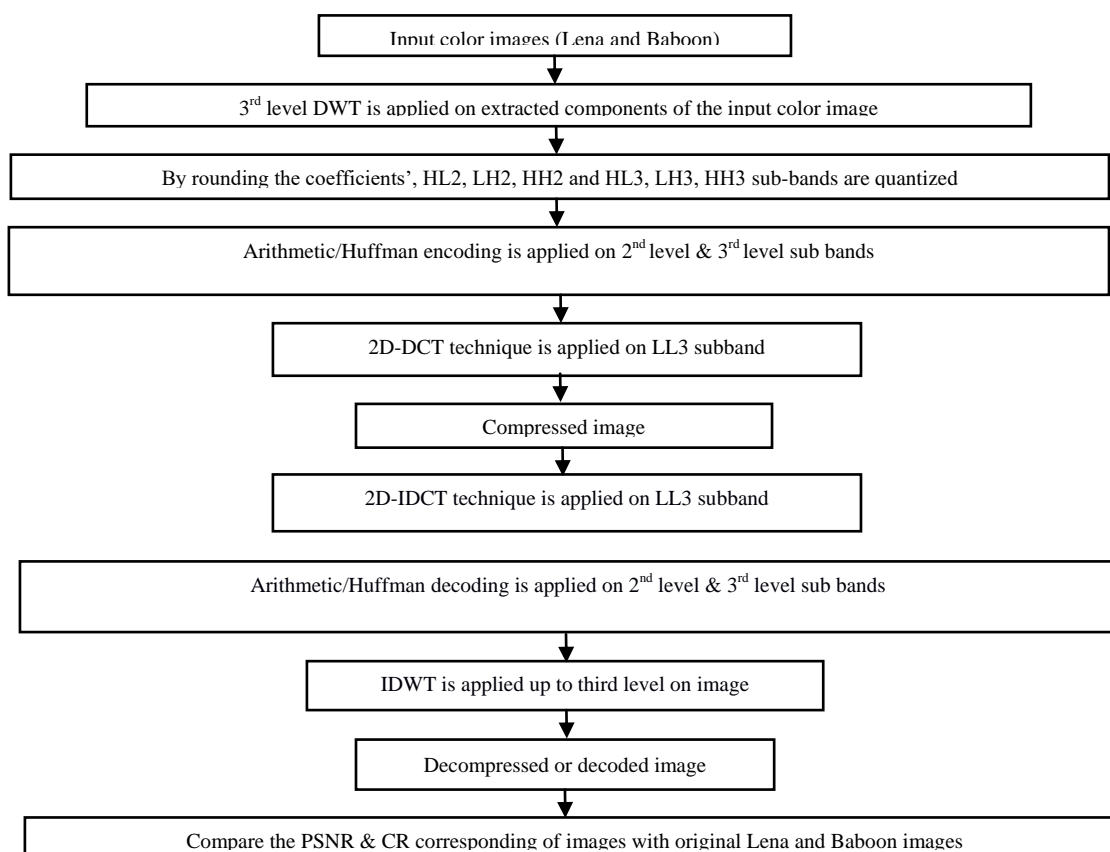 Input color images (Lena and Baboon)
3rd level DWT is applied on extracted components of the input color image
By rounding the coefficients’, HL2, LH2, HH2 and HL3, LH3, HH3 sub-bands are quantized
Arithmetic/Huffman encoding is applied on 2nd level & 3rd level sub bands
2D-DCT technique is applied on LL3 subband
Compressed image
2D-IDCT technique is applied on LL3 subband
Arithmetic/Huffman decoding is applied on 2nd level & 3rd level sub bands
IDWT is applied up to third level on image
Decompressed or decoded image
Compare the PSNR & CR corresponding of images with original Lena and Baboon images